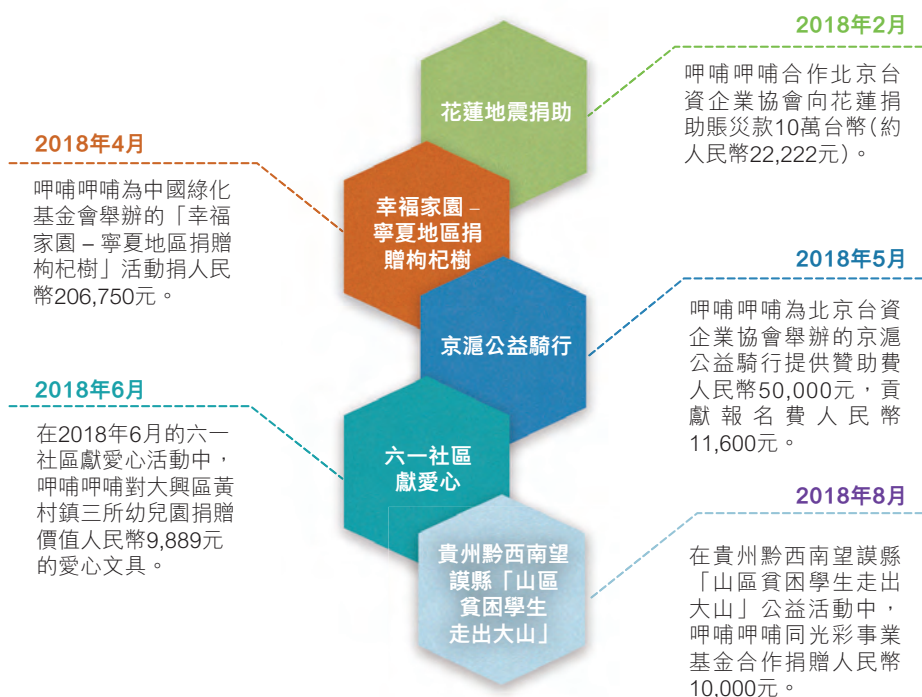 2018年2月
花蓮地震捐助
呷哺呷哺合作北京台
資企業協會向花蓮捐
助賬災款10萬台幣(約
人民幣22,222元)。
2018年4月
幸福家園 –
寧夏地區捐
贈枸杞樹
呷哺呷哺為中國綠化
基金會舉辦的「幸福
家園 – 寧夏地區捐贈
枸杞樹」活動捐人民
幣206,750元。
2018年5月
京滬公益騎行
呷哺呷哺為北京台資
企業協會舉辦的京滬
公益騎行提供贊助費
人民幣50,000元，貢
獻報名費人民幣
11,600元。
2018年6月
六一社區
獻愛心
在2018年6月的六一
社區獻愛心活動中，
呷哺呷哺對大興區黃
村鎮三所幼兒園捐贈
價值人民幣9,889元
的愛心文具。
2018年8月
貴州黔西南望
謨縣「山區
貧困學生
走出大山」
在貴州黔西南望謨縣
「山區貧困學生走出
大山」公益活動中，
呷哺呷哺同光彩事業
基金合作捐贈人民幣
10,000元。